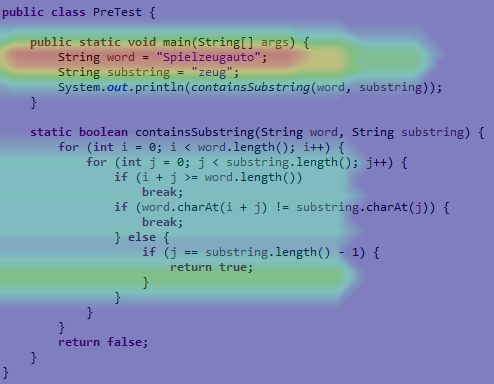 public class PreTest {
public static void main(String[] args) {
String word = "Spielzeugauto";
String substring = "zeug";
System.out.println(containsSubstring(word, substring));
}
static boolean containsSubstring(String word, String substring) {
for (int i = 0; i < word.length(); i++) {
for (int j = 0; j < substring.length(); j++) {
if (i + j >= word.length())
break;
if (word.charAt(i + j) != substring.charAt(j)) {
break;
} else {
if (j == substring.length() - 1) {
return true;
}
}
}
}
return false;
}
}